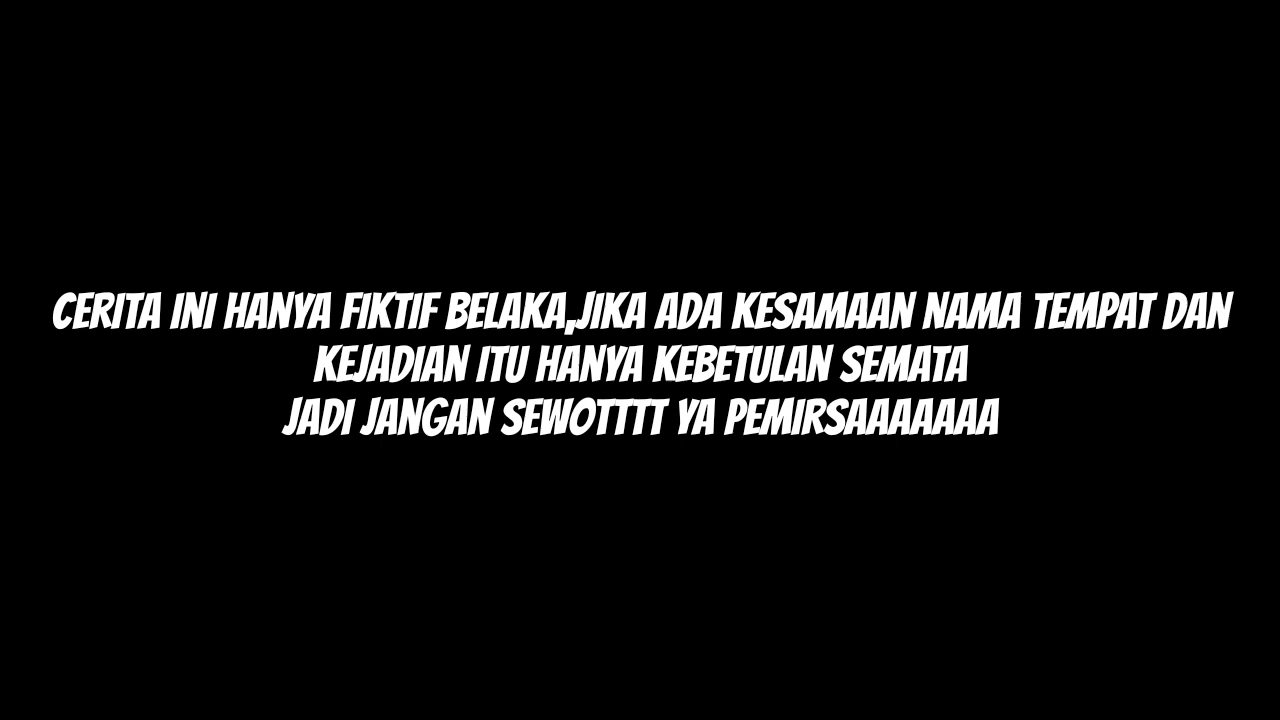 CERITA INI HANYA FIKTIF BELAKA,JIKA ADA KESAMAAN NAMA TEMPAT DAN
KEJADIAN ITU HANYA KEBETULAN SEMATA
JADI JANGAN SEWOTTTT YA PEMIRSAAAAAAA